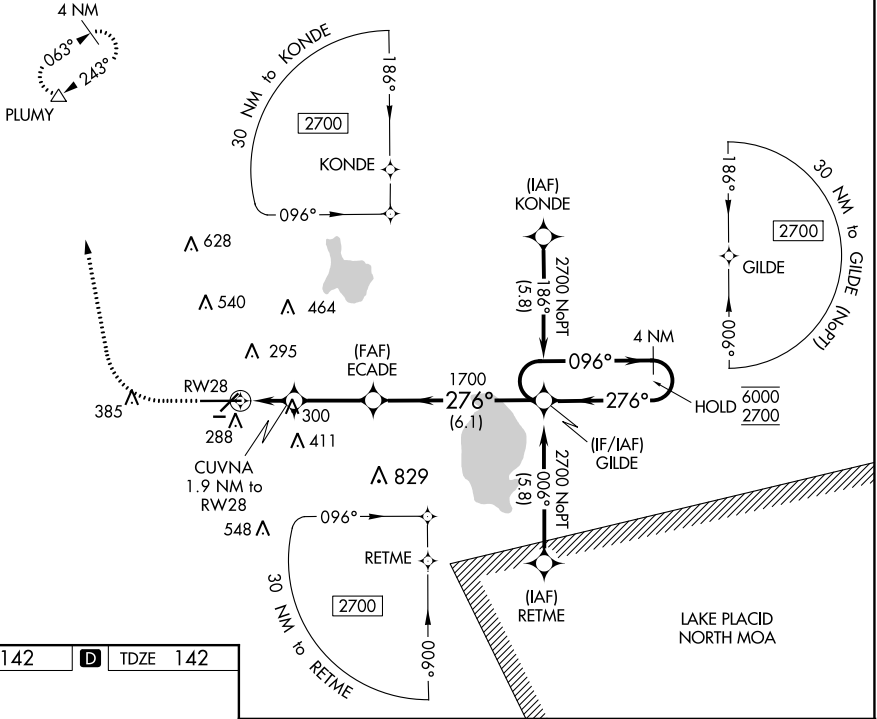 4 NM
063°
243°
PLUMY
30 NM to KONDE
186°
2700
KONDE
096°
(IAF)
KONDE
2700 NoPT
186°
(5.8)
186°
30 NM to GILDE (NoPT)
2700
GILDE
006°
628
540
464
295
(FAF)
ECADE
4 NM
096°
1700
276°
(6.1)
276°
HOLD
6000
2700
RW28
385
300
288
411
CUVNA
1.9 NM to
RW28
(IF/IAF)
GILDE
829
2700 NoPT
006°
(5.8)
548
096°
RETME
30 NM to RETME
2700
006°
(IAF)
RETME
LAKE PLACID
NORTH MOA
142
D
TDZE 142